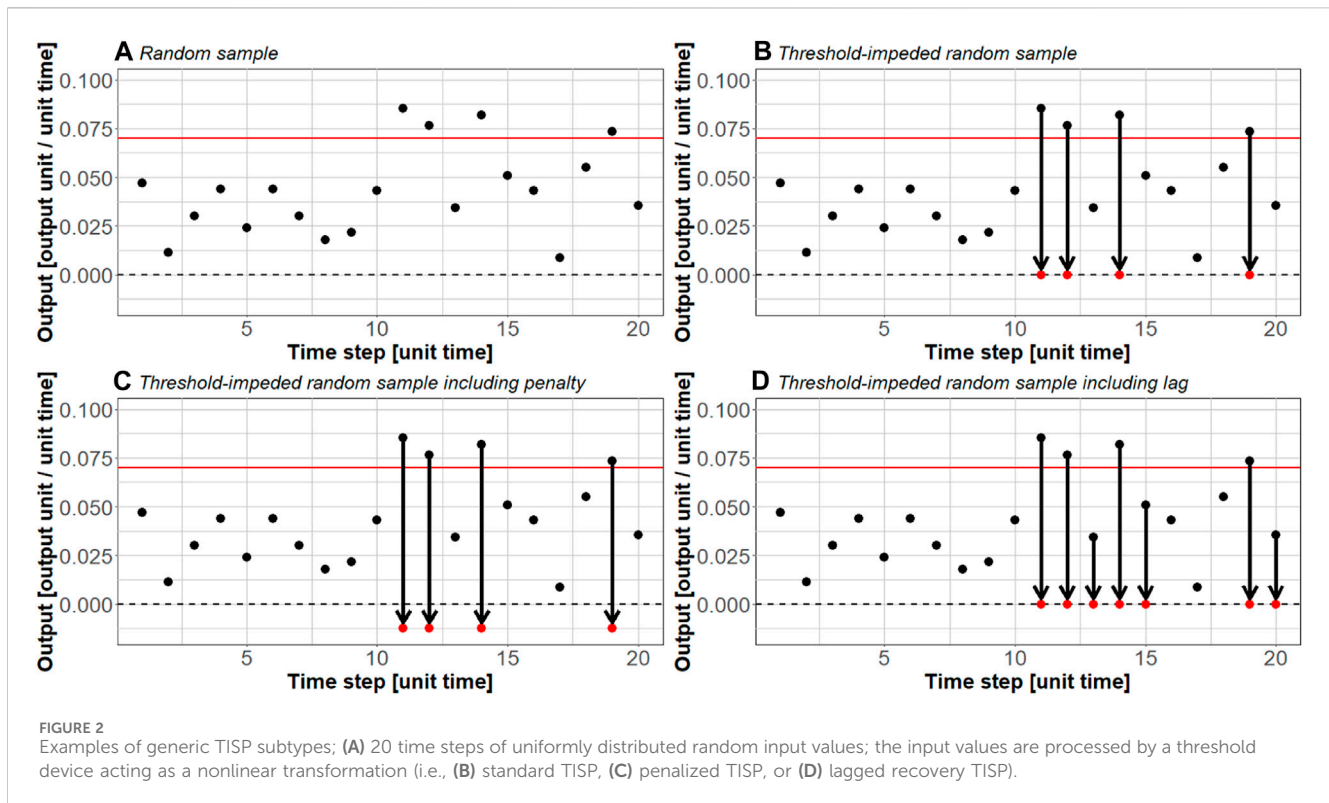 A Random sample
Output [output unit / unit time]
0.100
0.075
0.050
0.025
0.000
5 10 15 20
Time step [unit time]
B Threshold-impeded random sample
Output [output unit / unit time]
0.100
0.075
0.050
0.025
0.000
5 10 15 20
Time step [unit time]
C Threshold-impeded random sample including penalty
Output [output unit / unit time]
0.100
0.075
0.050
0.025
0.000
5 10 15 20
Time step [unit time]
D Threshold-impeded random sample including lag
Output [output unit / unit time]
0.100
0.075
0.050
0.025
0.000
5 10 15 20
Time step [unit time]
FIGURE 2
Examples of generic TISP subtypes; (A) 20 time steps of uniformly distributed random input values; the input values are processed by a threshold
device acting as a nonlinear transformation (i.e., (B) standard TISP, (C) penalized TISP, or (D) lagged recovery TISP).